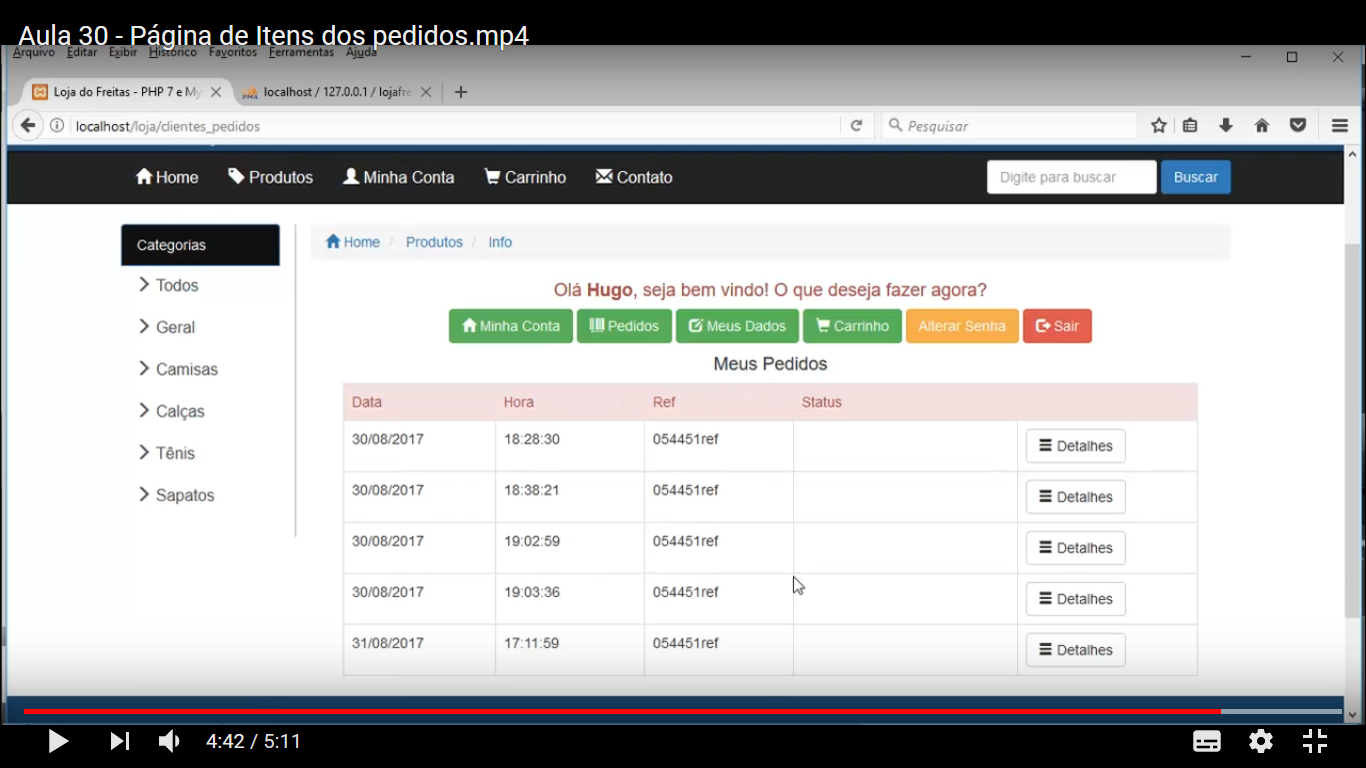 Aula 30 - Página de Itens dos pedidos.mp4
Arquivo Editar Exibir Histórico Favoritos Ferramentas Ajuda
Loja do Freitas - PHP 7 e My localhost / 127.0.0.1 / lojafre
localhost/loja/clientes_pedidos Pesquisar
Home Produtos Minha Conta Carrinho Contato Digite para buscar Buscar
Categorias
Todos
Geral
Camisas
Calças
Tênis
Sapatos
Home / Produtos / Info
Olá Hugo, seja bem vindo! O que deseja fazer agora?
Minha Conta Pedidos Meus Dados Carrinho Alterar Senha Sair
Meus Pedidos
Data Hora Ref Status
30/08/2017 18:28:30 054451ref Detalhes
30/08/2017 18:38:21 054451ref Detalhes
30/08/2017 19:02:59 054451ref Detalhes
30/08/2017 19:03:36 054451ref Detalhes
31/08/2017 17:11:59 054451ref Detalhes
4:42 / 5:11